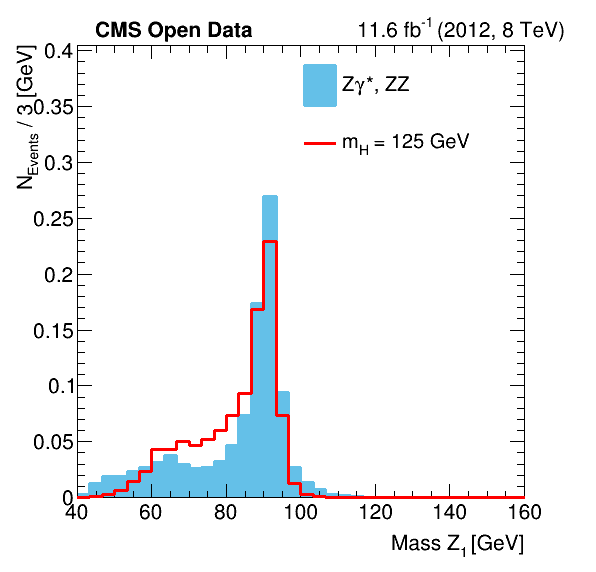 CMS Open Data 11.6 fb-1 (2012, 8 TeV)
NEvents / 3 [GeV]
0.4
0.35
0.3
0.25
0.2
0.15
0.1
0.05
0
Zγ*, ZZ
mH = 125 GeV
40 60 80 100 120 140 160
Mass Z1 [GeV]